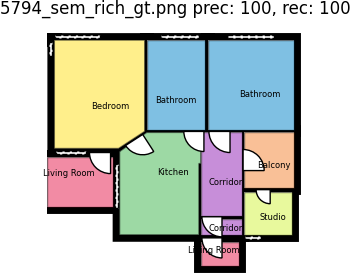 5794_sem_rich_gt.png prec: 100, rec: 100
Bathroom
Bathroom
Bedroom
Balcony
Living Room
Kitchen
Corridor
Studio
Corridor
Living Room